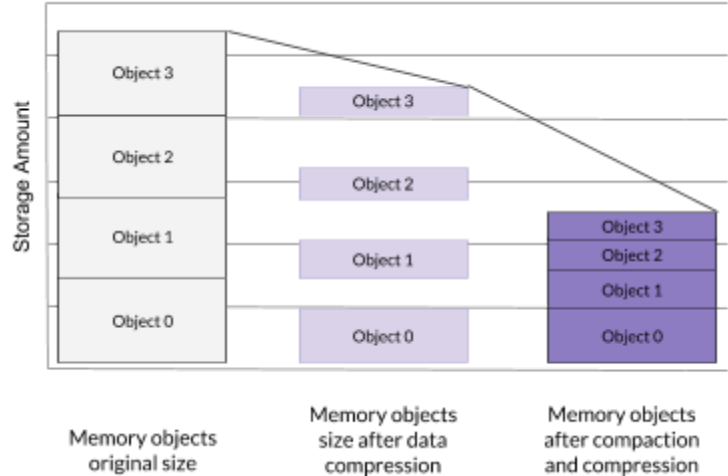 Storage Amount
Object 3
Object 2
Object 1
Object 0
Object 3
Object 2
Object 1
Object 0
Object 3
Object 2
Object 1
Object 0
Memory objects
original size
Memory objects
size after data
compression
Memory objects
after compaction
and compression